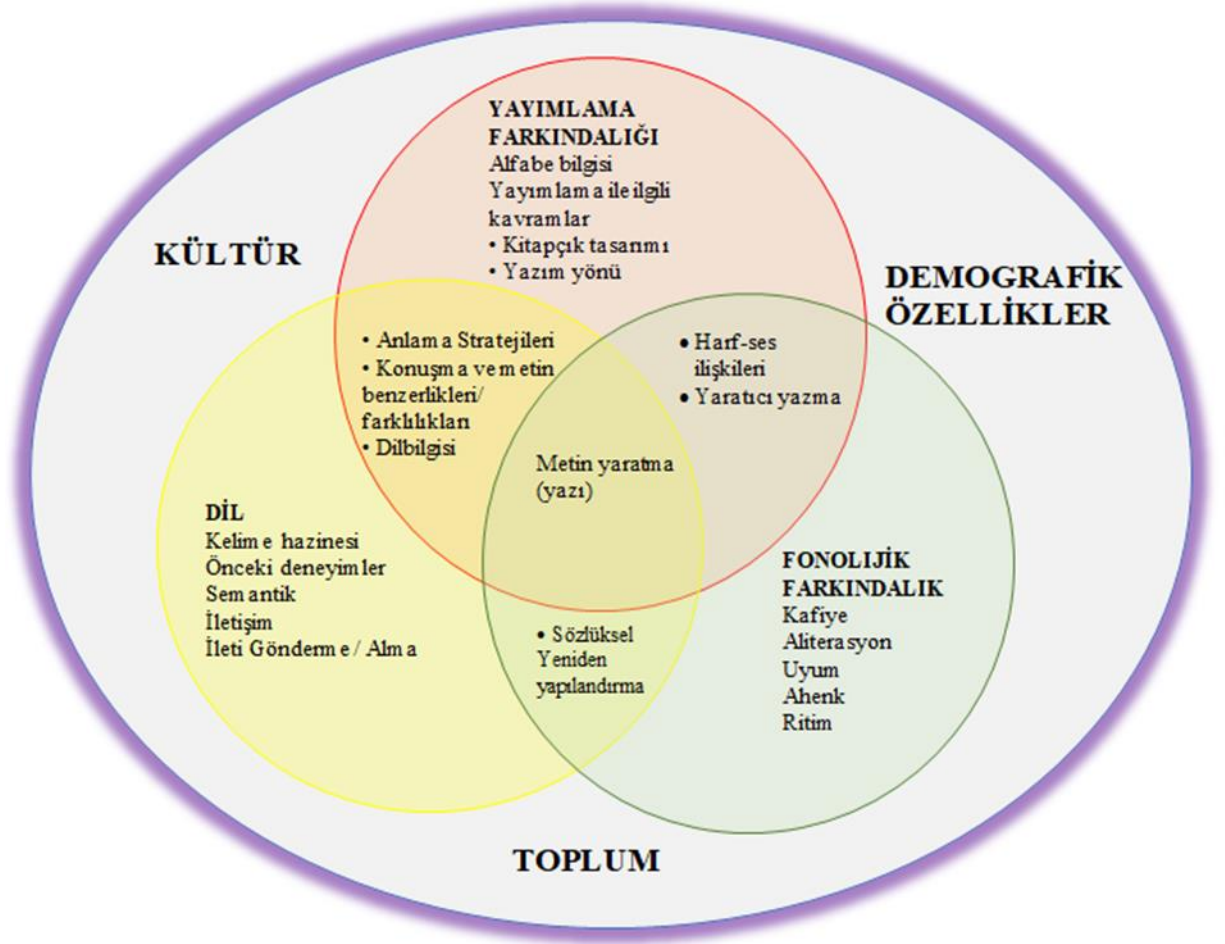 YAYIMLAMA
FARKINDALIĞI
Alfabe bilgisi
Yayımlama ile ilgili
kavramlar
• Kitapçık tasarımı
• Yazım yönü
KÜLTÜR
DEMOGRAFİK
ÖZELLİKLER
• Anlama Stratejileri
• Konuşma ve metin
benzerlikleri/
farklılıkları
• Dilbilgisi
• Harf-ses
ilişkileri
• Yaratıcı yazma
Metin yaratma
(yazı)
DİL
Kelime hazinesi
Önceki deneyimler
Semantik
İletişim
İleti Gönderme / Alma
FONOLIJİK
FARKINDALIK
Kafiye
Aliterasyon
Uyum
Ahenk
Ritim
• Sözlüksel
Yeniden
yapılandırma
TOPLUM